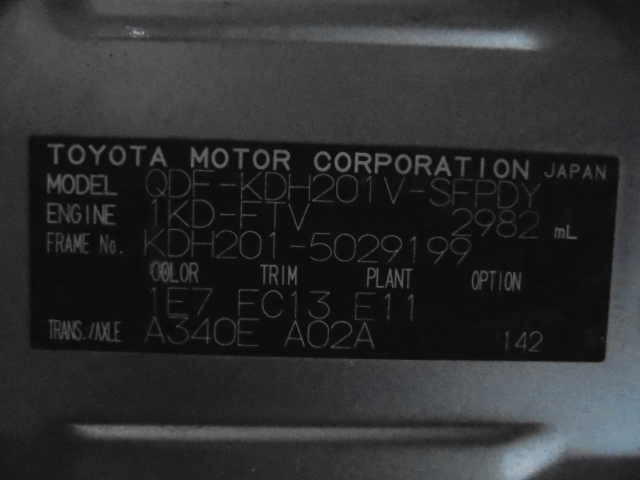 TOYOTA MOTOR CORPORATION JAPAN
MODEL QDF-KDH201V-SFPDY
ENGINE 1KD-FTV 2982 mL
FRAME No. KDH201-5029199
COLOR TRIM PLANT OPTION
1E7 FC13 E11
TRANS./AXLE A340E A02A 142